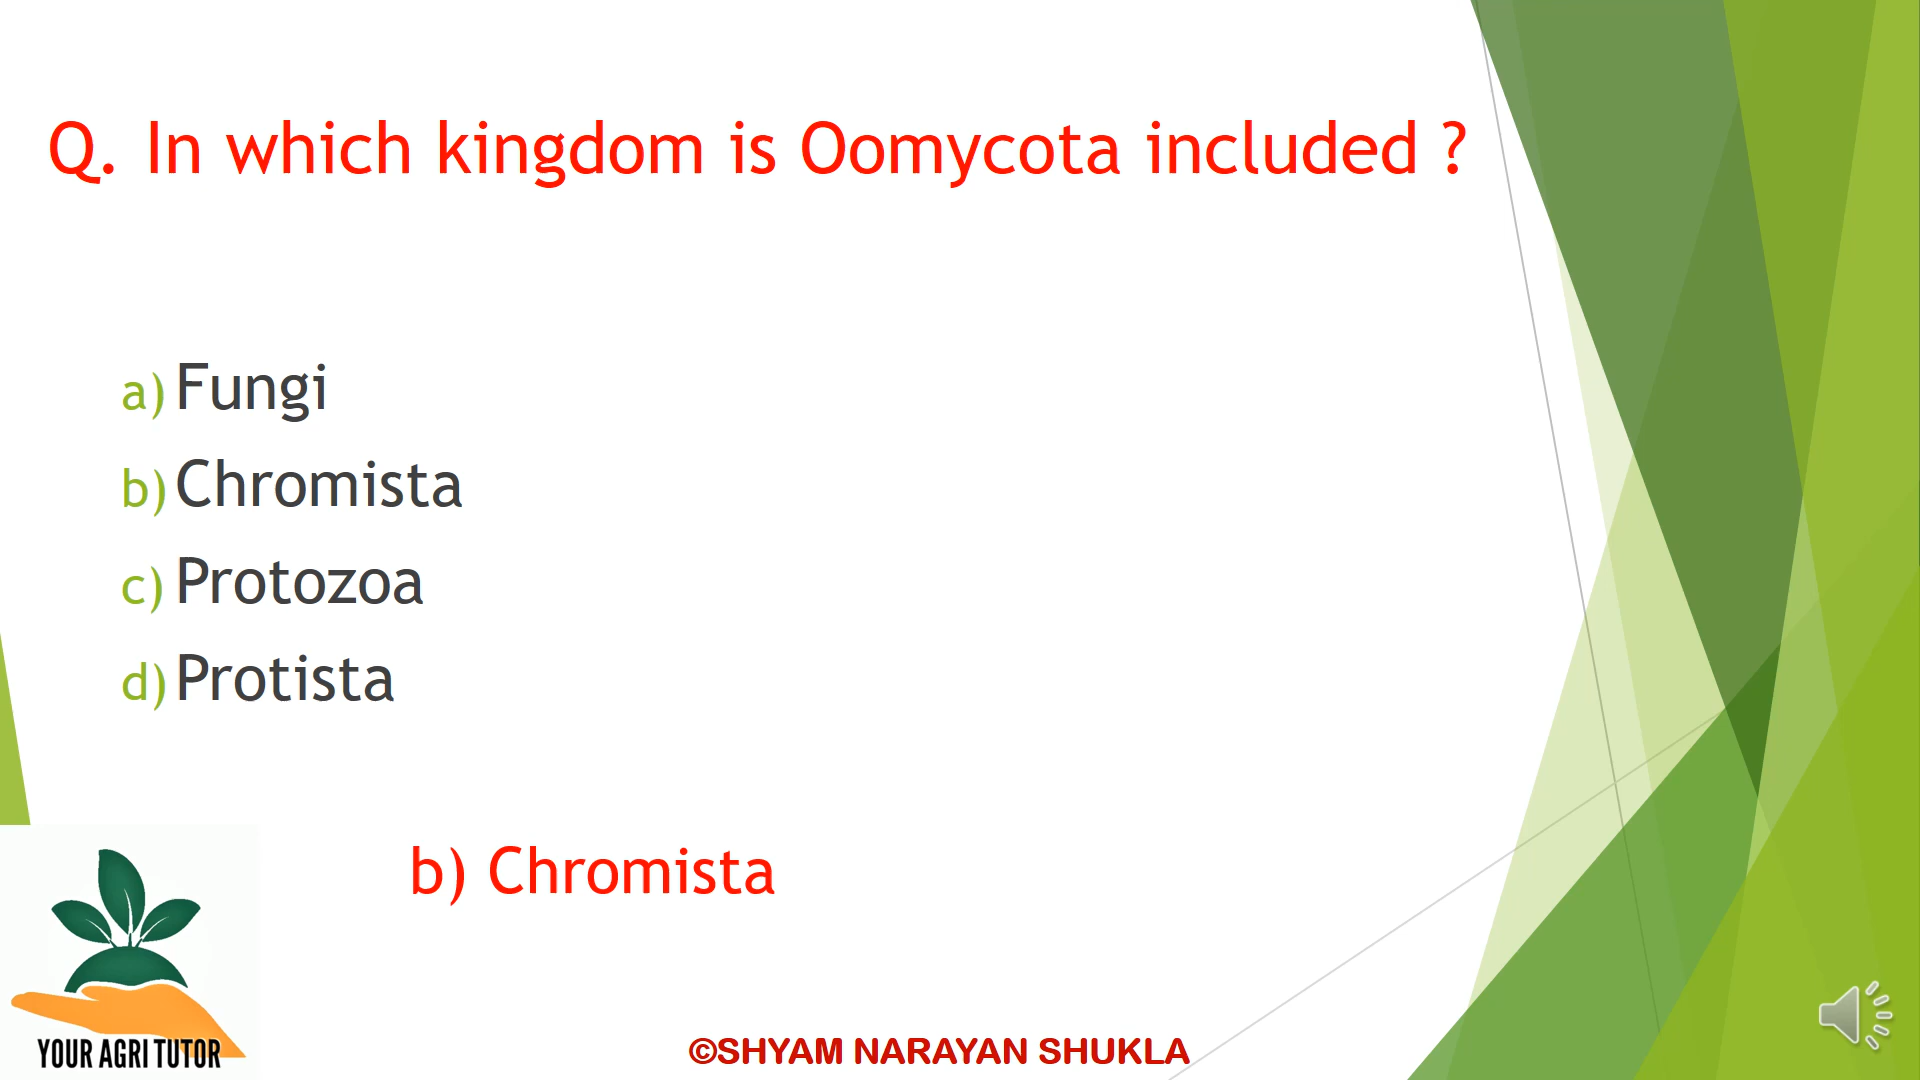 Q. In which kingdom is Oomycota included ?
a) Fungi
b) Chromista
c) Protozoa
d) Protista
b) Chromista
YOUR AGRI TUTOR
©SHYAM NARAYAN SHUKLA